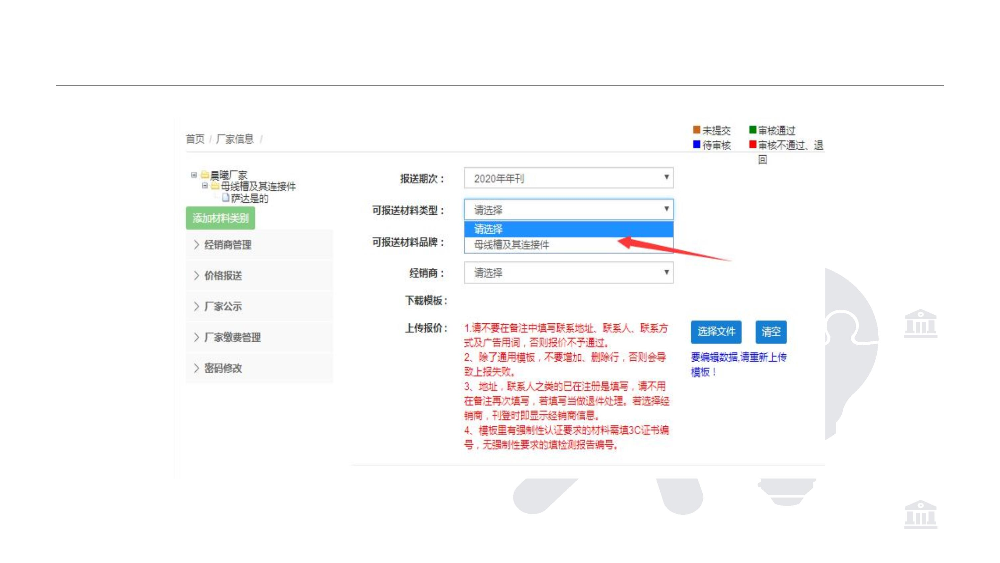 首页 / 厂家信息 /
未提交 审核通过
待审核 审核不通过、退
回
晨曦厂家
母线槽及其连接件
萨达是的
添加材料类别
经销商管理
价格报送
厂家公示
厂家缴费管理
密码修改
报送期次：
2020年年刊
可报送材料类型：
请选择
请选择
母线槽及其连接件
可报送材料品牌：
经销商：
请选择
下载模板：
上传报价：
1.请不要在备注中填写联系地址、联系人、联系方
式及广告用词，否则报价不予通过。
2、除了通用模板，不要增加、删除行，否则会导
致上报失败。
3、地址，联系人之类的已在注册是填写，请不用
在备注再次填写，若填写当做退件处理。若选择经
销商，刊登时即显示经销商信息。
4、模板里有强制性认证要求的材料需填3C证书编
号，无强制性要求的填检测报告编号。
选择文件
清空
要编辑数据,请重新上传
模板！